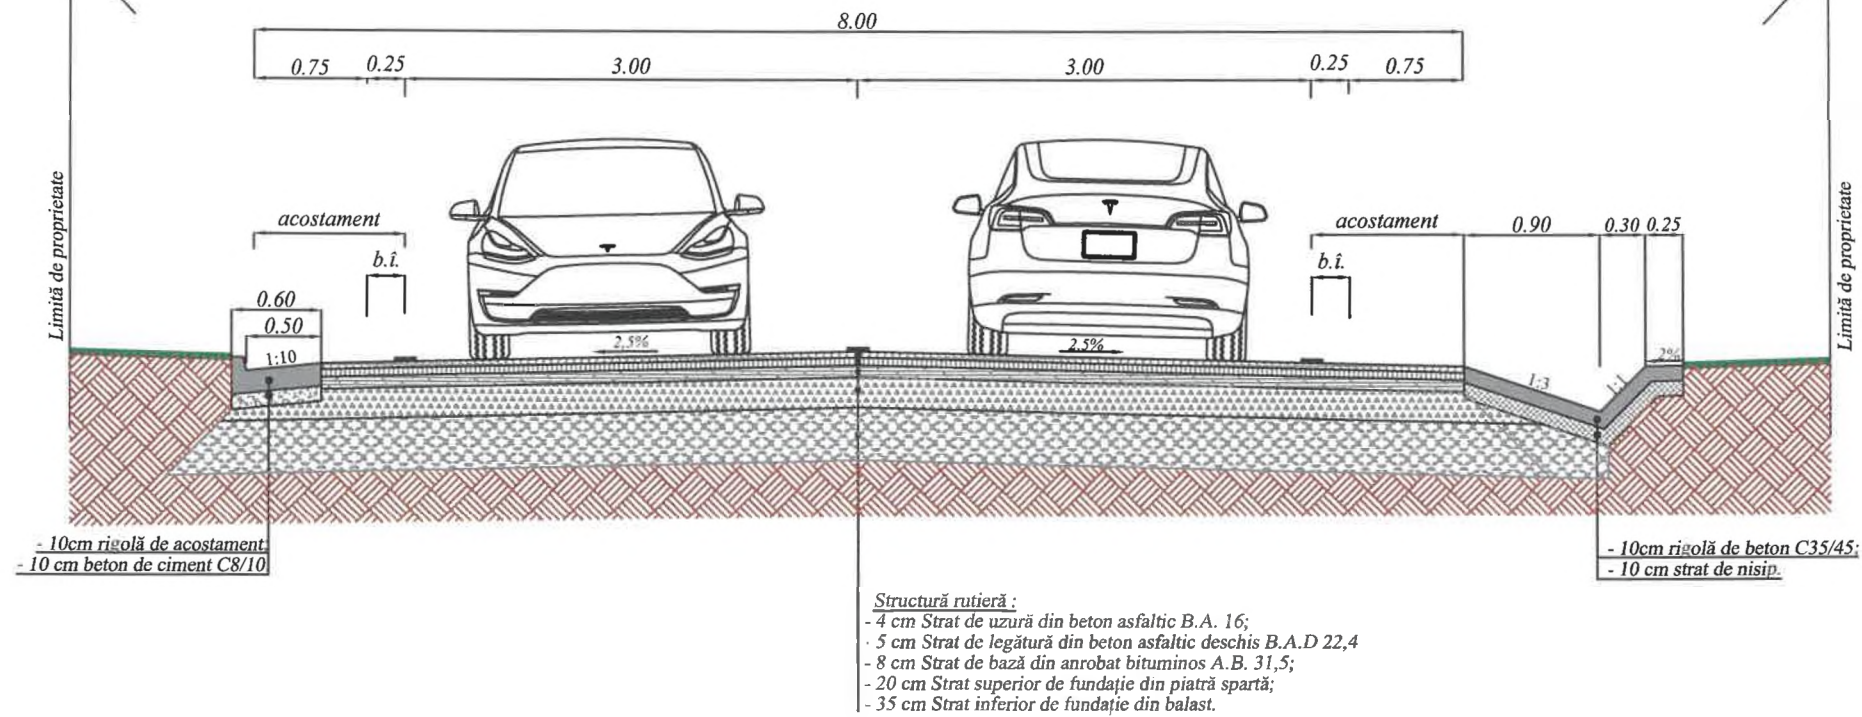 8.00
0.75 0.25 3.00 3.00 0.25 0.75
Limită de proprietate
Limită de proprietate
acostament
acostament
0.90 0.30 0.25
b.î.
b.î.
0.60
0.50
1:10
2,5%
2.5%
1:3
1:1
2%
- 10cm rigolă de acostament;
- 10 cm beton de ciment C8/10
- 10cm rigolă de beton C35/45;
- 10 cm strat de nisip.
Structură rutieră :
- 4 cm Strat de uzură din beton asfaltic B.A. 16;
- 5 cm Strat de legătură din beton asfaltic deschis B.A.D 22,4
- 8 cm Strat de bază din anrobat bituminos A.B. 31,5;
- 20 cm Strat superior de fundație din piatră spartă;
- 35 cm Strat inferior de fundație din balast.